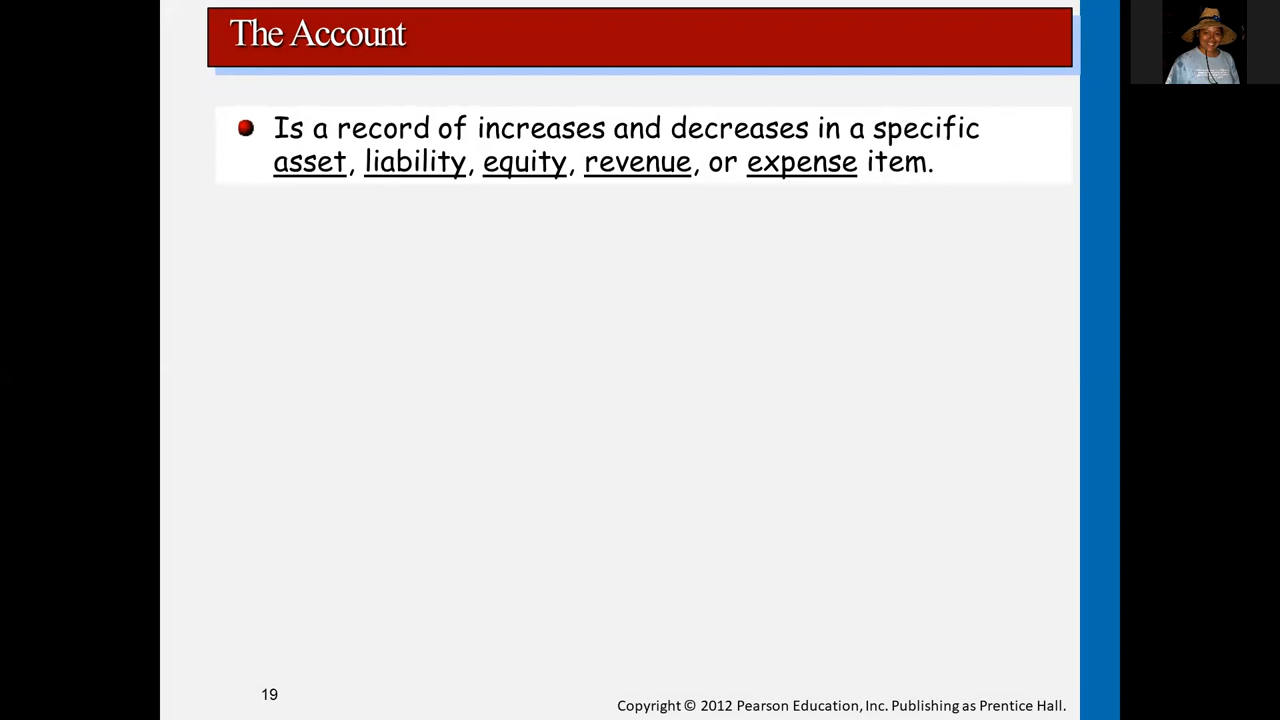 The Account
Is a record of increases and decreases in a specific
asset, liability, equity, revenue, or expense item.
19
Copyright © 2012 Pearson Education, Inc. Publishing as Prentice Hall.